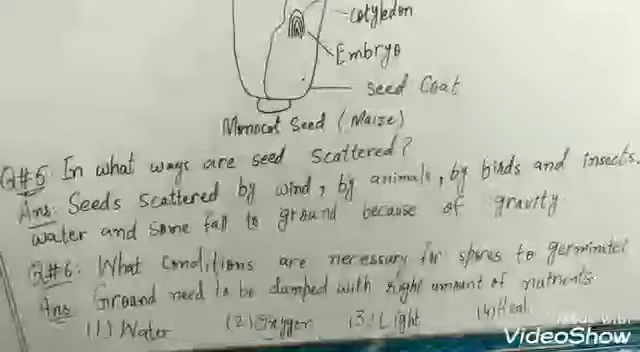 Cotyledon
Embryo
Seed Coat
Monocot Seed (Maize)
Q#5 In what ways are seed scattered?
Ans: Seeds scattered by wind, by animals, by birds and insects.
water and some fall to ground because of gravity
Q#6: What Conditions are necessary for spores to germinate?
Ans Ground need to be damped with right amount of nutrients.
(1) Water (2) Oxygen (3) Light (4) Heat
Made with
VideoShow